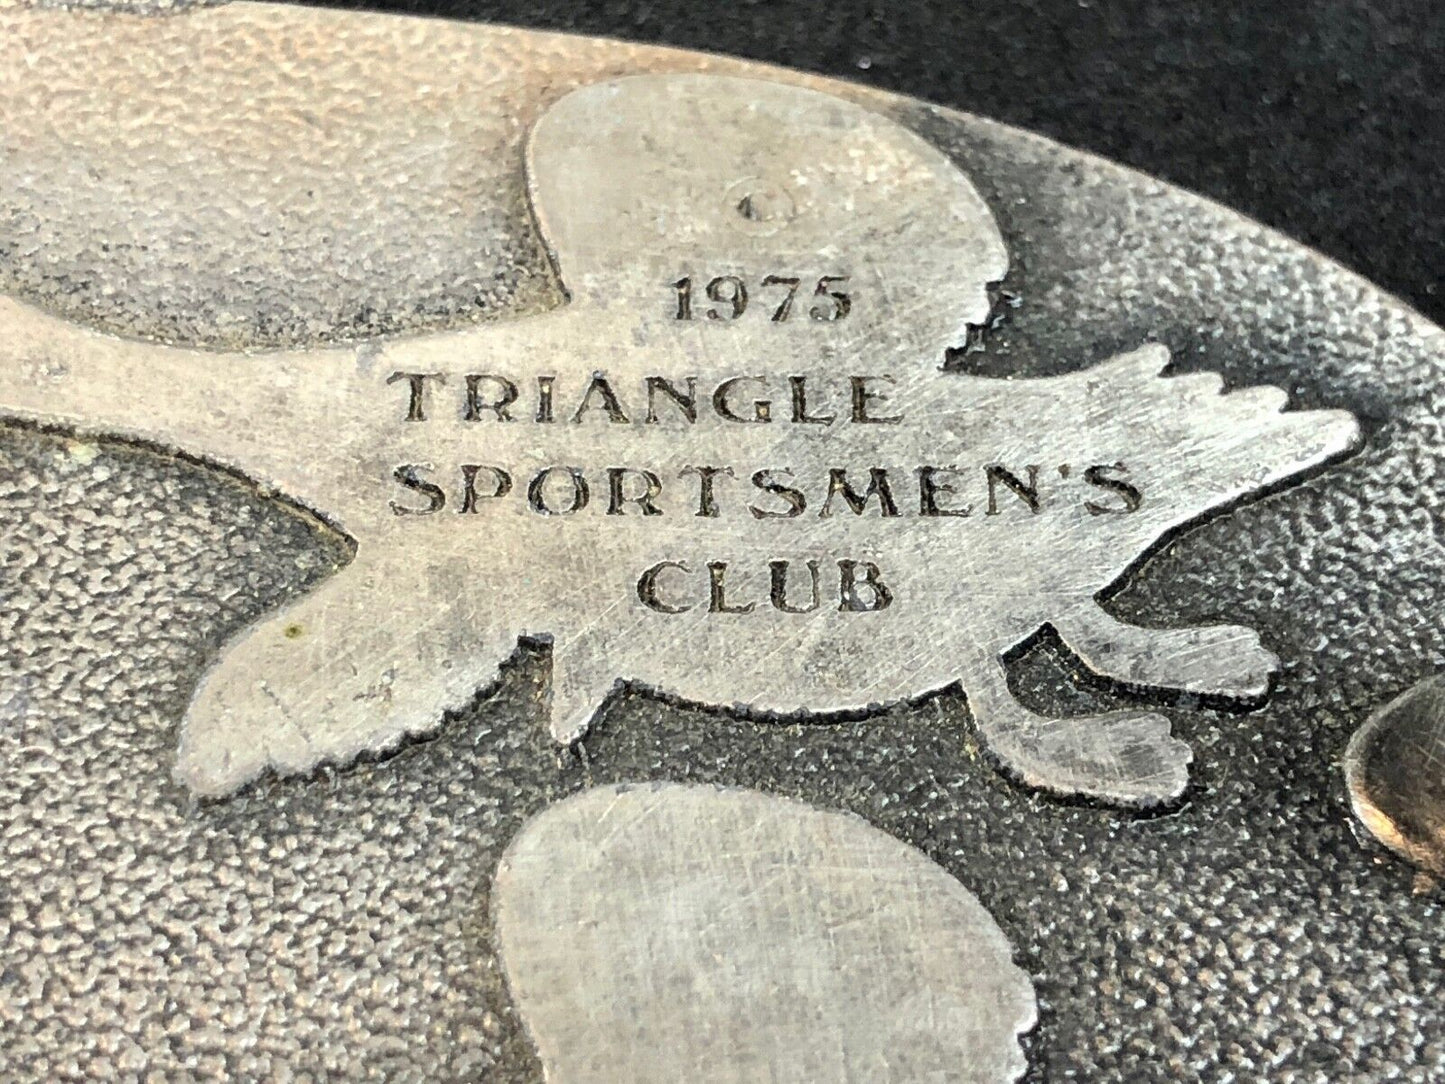 1975
TRIANGLE
SPORTSMEN'S
CLUB